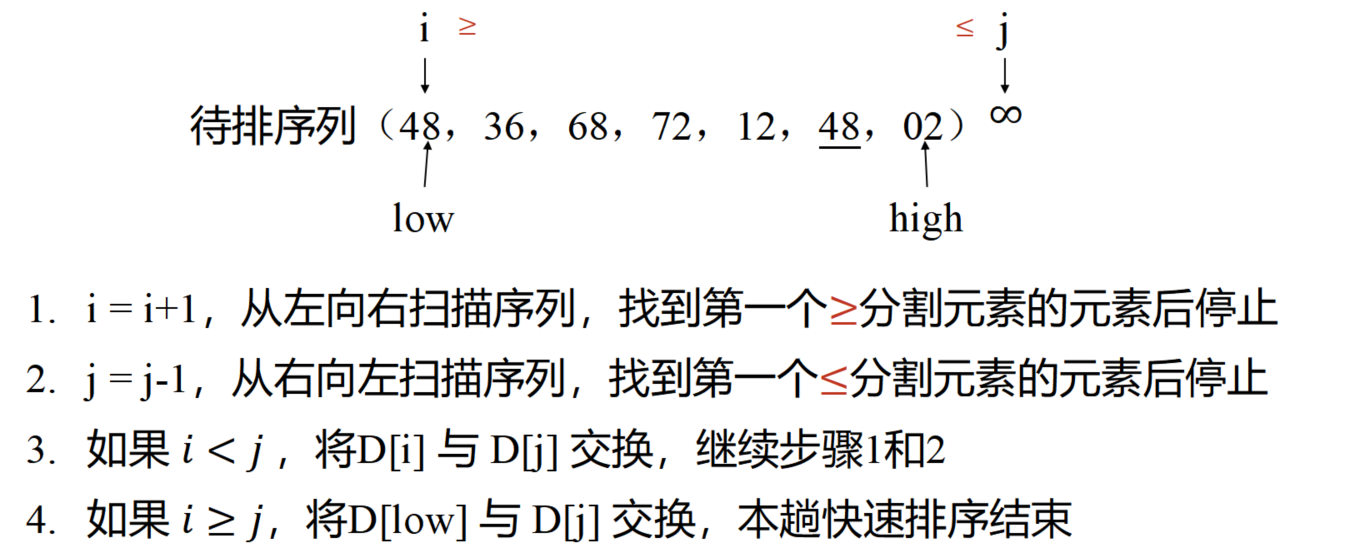 i ≥ ≤ j
待排序列（48，36，68，72，12，48，02）∞
low high
1. i = i+1，从左向右扫描序列，找到第一个≥分割元素的元素后停止
2. j = j-1，从右向左扫描序列，找到第一个≤分割元素的元素后停止
3. 如果 i < j ，将D[i] 与 D[j] 交换，继续步骤1和2
4. 如果 i ≥ j，将D[low] 与 D[j] 交换，本趟快速排序结束